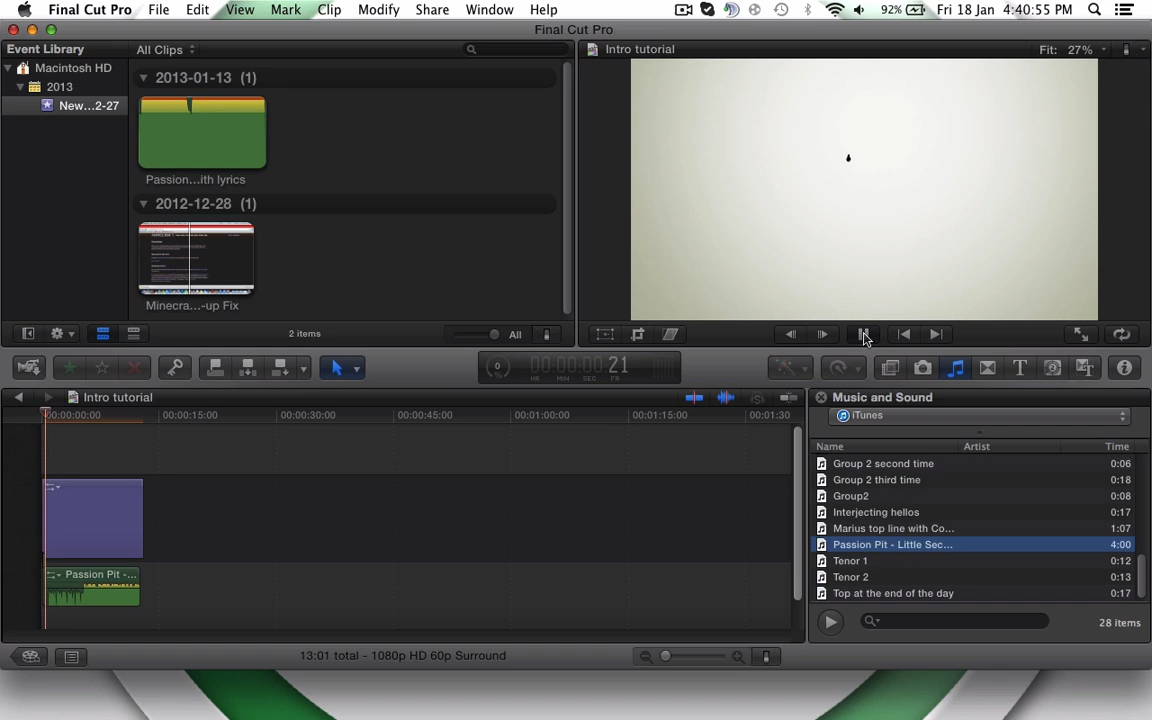 Final Cut Pro File Edit View Mark Clip Modify Share Window Help 92% Fri 18 Jan 4:40:55 PM
Final Cut Pro
Event Library
All Clips
Intro tutorial
Fit: 27%
Macintosh HD
2013
New...2-27
2013-01-13 (1)
Passion...ith lyrics
2012-12-28 (1)
Minecra...-up Fix
2 items
All
00:00:00:21
HR MIN SEC FR
Intro tutorial
00:00:00:00 00:00:15:00 00:00:30:00 00:00:45:00 00:01:00:00 00:01:15:00 00:01:30
Passion Pit -...
13:01 total - 1080p HD 60p Surround
Music and Sound
iTunes
Name Artist Time
Group 2 second time 0:06
Group 2 third time 0:18
Group2 0:08
Interjecting hellos 0:17
Marius top line with Co... 1:07
Passion Pit - Little Sec... 4:00
Tenor 1 0:12
Tenor 2 0:13
Top at the end of the day 0:17
28 items